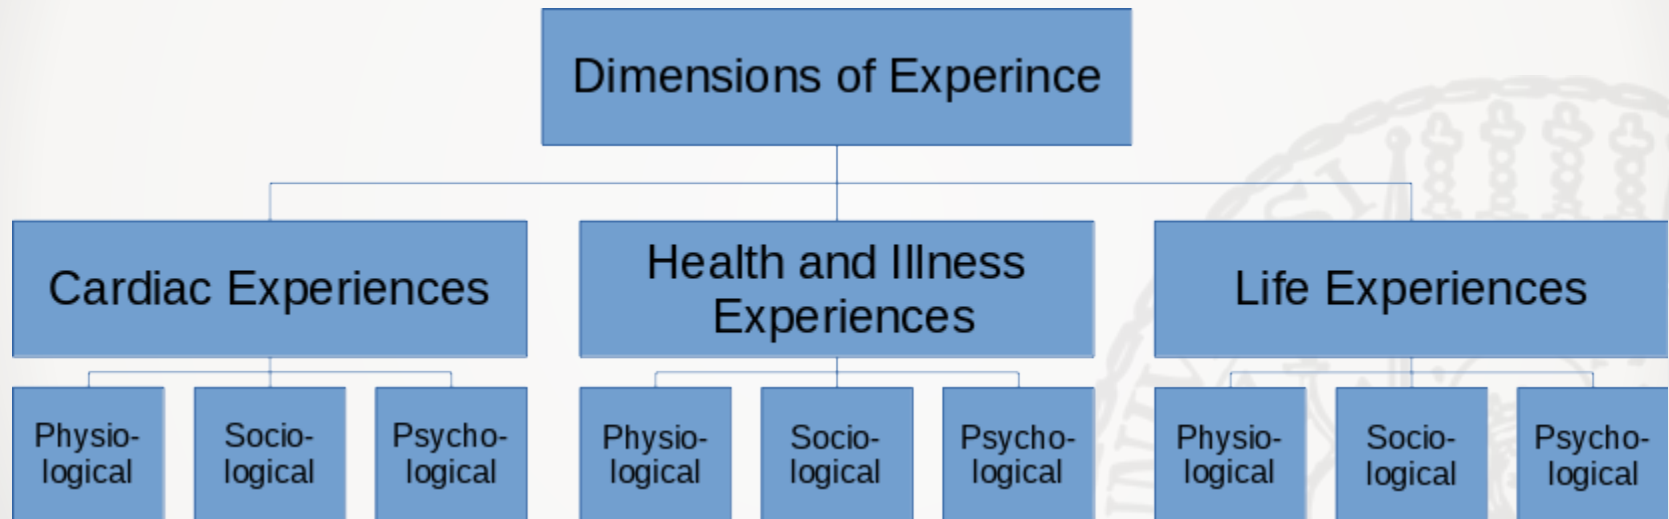 Dimensions of Experince
Cardiac Experiences
Health and Illness
Experiences
Life Experiences
Physio-
logical
Socio-
logical
Psycho-
logical
Physio-
logical
Socio-
logical
Psycho-
logical
Physio-
logical
Socio-
logical
Psycho-
logical